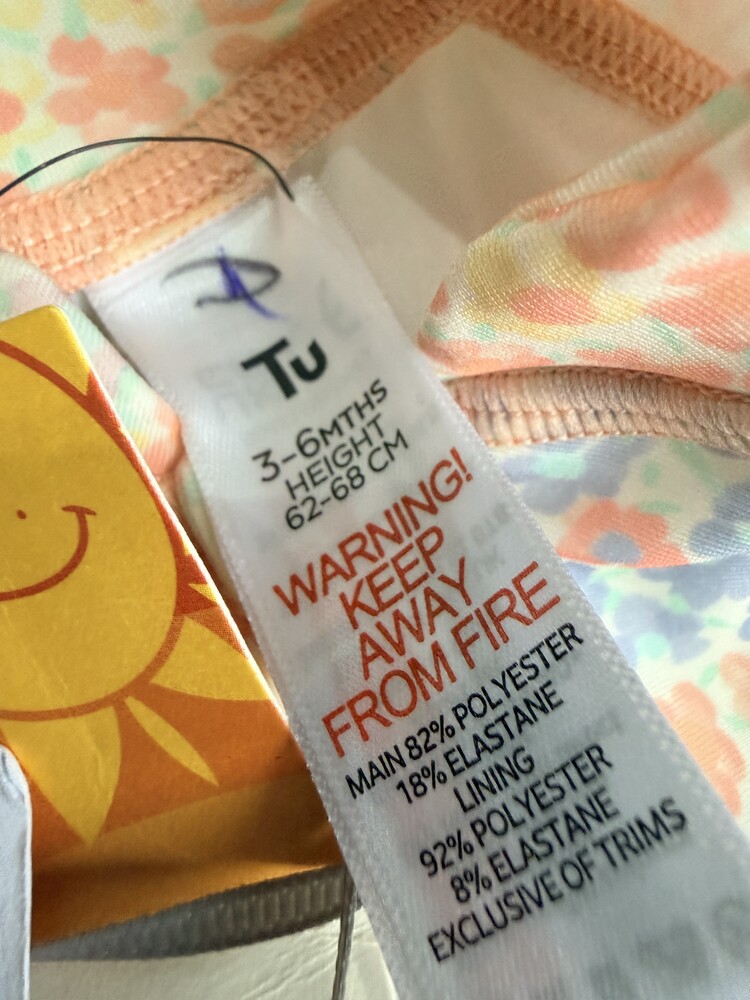 Tu
3-6MTHS
HEIGHT
62-68 CM
WARNING!
KEEP
AWAY
FROM FIRE
MAIN 82% POLYESTER
18% ELASTANE
LINING
92% POLYESTER
8% ELASTANE
EXCLUSIVE OF TRIMS